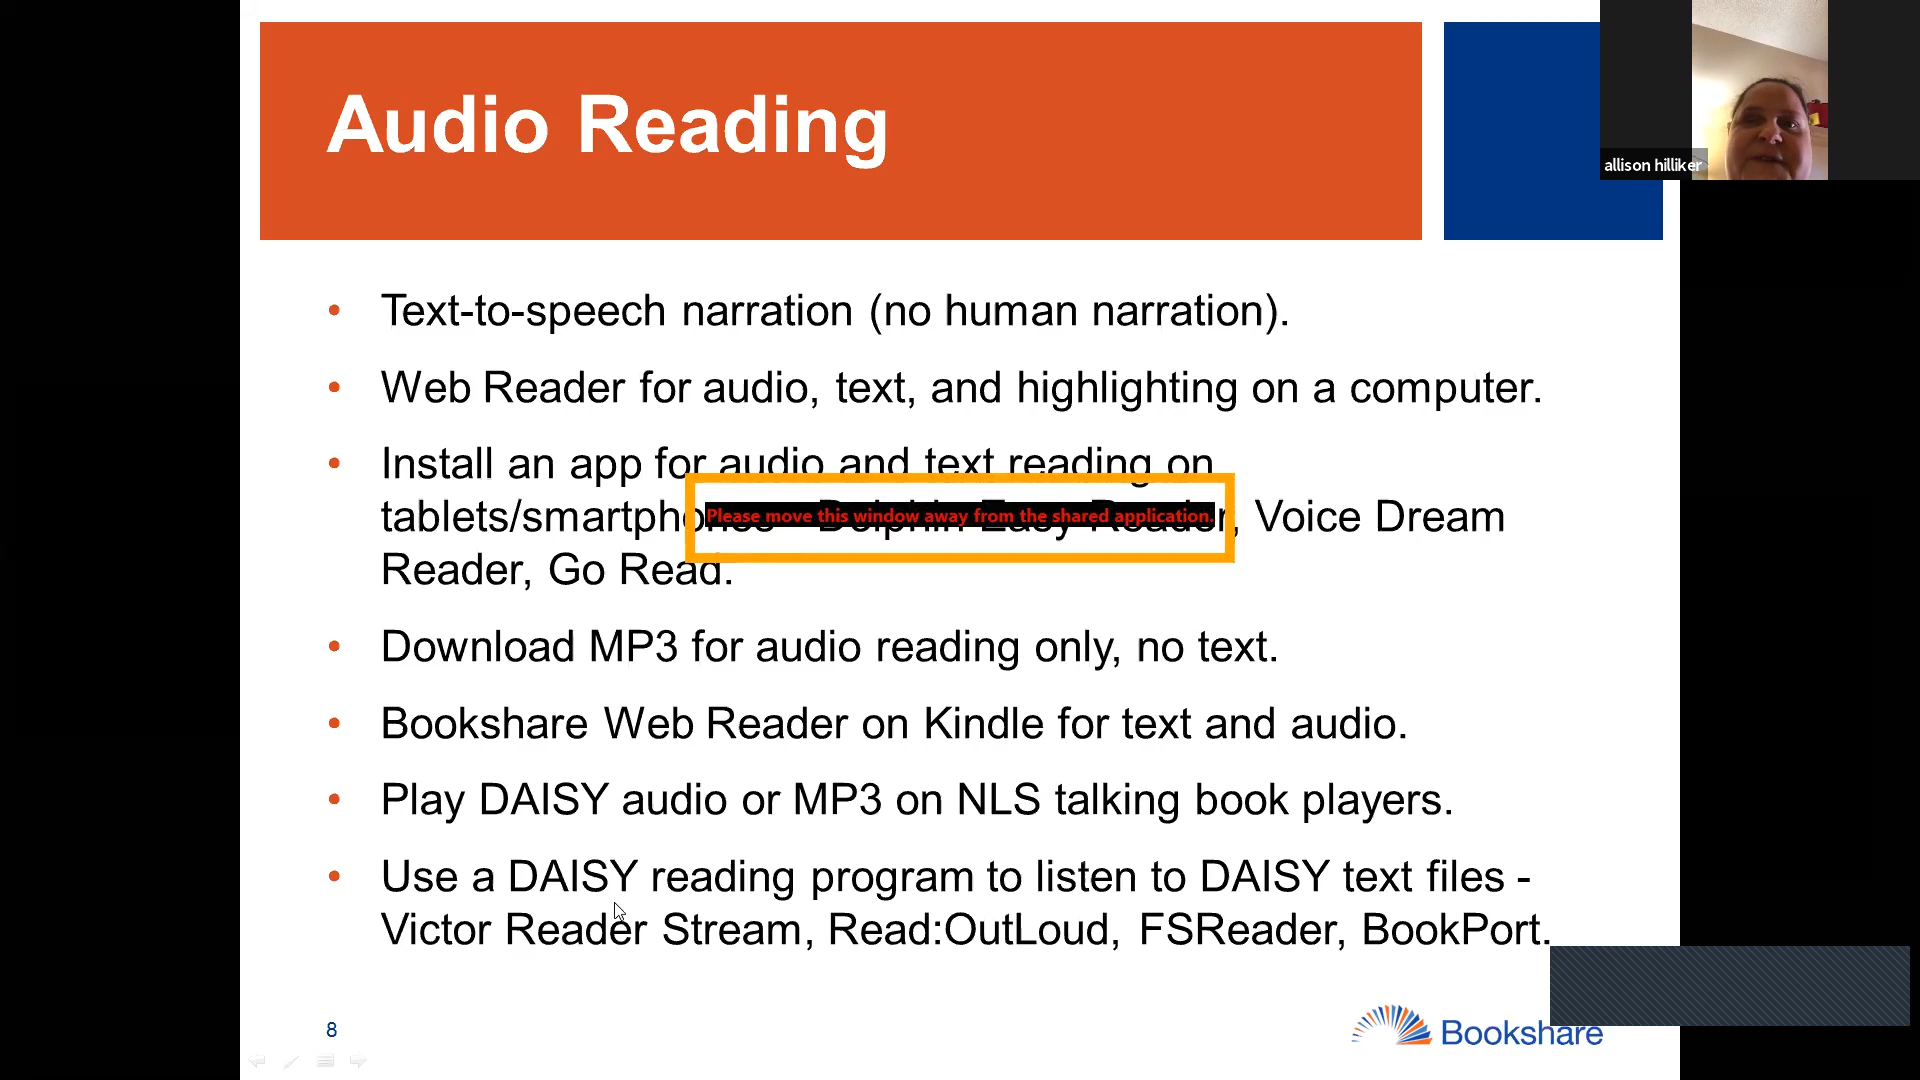 Audio Reading
allison hilliker
• Text-to-speech narration (no human narration).
• Web Reader for audio, text, and highlighting on a computer.
• Install an app for audio and text reading on
tablets/smartphones - Dolphin Easy Reader, Voice Dream
Please move this window away from the shared application.
Reader, Go Read.
• Download MP3 for audio reading only, no text.
• Bookshare Web Reader on Kindle for text and audio.
• Play DAISY audio or MP3 on NLS talking book players.
• Use a DAISY reading program to listen to DAISY text files -
Victor Reader Stream, Read:OutLoud, FSReader, BookPort.
8
Bookshare